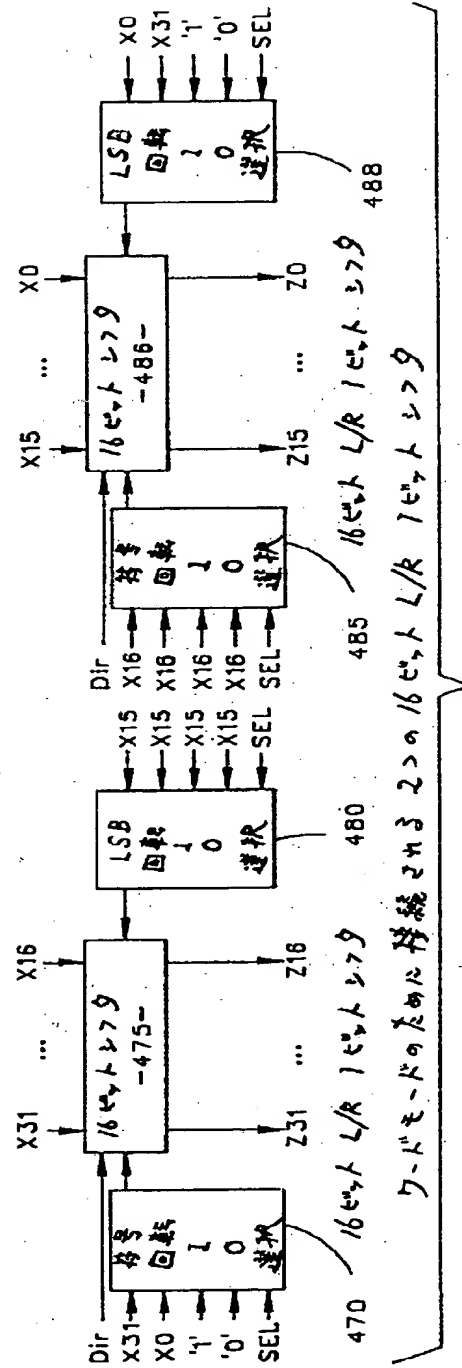 Dir
X31
X0
'1'
'0'
SEL
符号
回転
1
0
選択
470
X31
...
X16
16ビットシフタ
-475-
Z31
...
Z16
LSB
回転
1
0
選択
480
X15
X15
X15
X15
SEL
16ビット L/R 1ビットシフタ
Dir
X16
X16
X16
X16
SEL
符号
回転
1
0
選択
485
X15
...
X0
16ビットシフタ
-486-
Z15
...
Z0
LSB
回転
1
0
選択
488
X0
X31
'1'
'0'
SEL
16ビット L/R 1ビットシフタ
ワードモードのために接続される 2つの16ビット L/R 1ビットシフタ